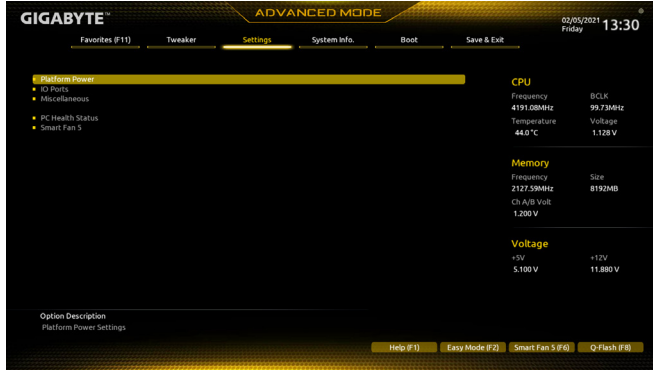 GIGABYTE™
ADVANCED MODE
02/05/2021 Friday 13:30
Favorites (F11) Tweaker Settings System Info. Boot Save & Exit
Platform Power
IO Ports
Miscellaneous
PC Health Status
Smart Fan 5
CPU
Frequency BCLK
4191.08MHz 99.73MHz
Temperature Voltage
44.0 °C 1.128 V
Memory
Frequency Size
2127.59MHz 8192MB
Ch A/B Volt
1.200 V
Voltage
+5V +12V
5.100 V 11.880 V
Option Description
Platform Power Settings
Help (F1) Easy Mode (F2) Smart Fan 5 (F6) Q-Flash (F8)